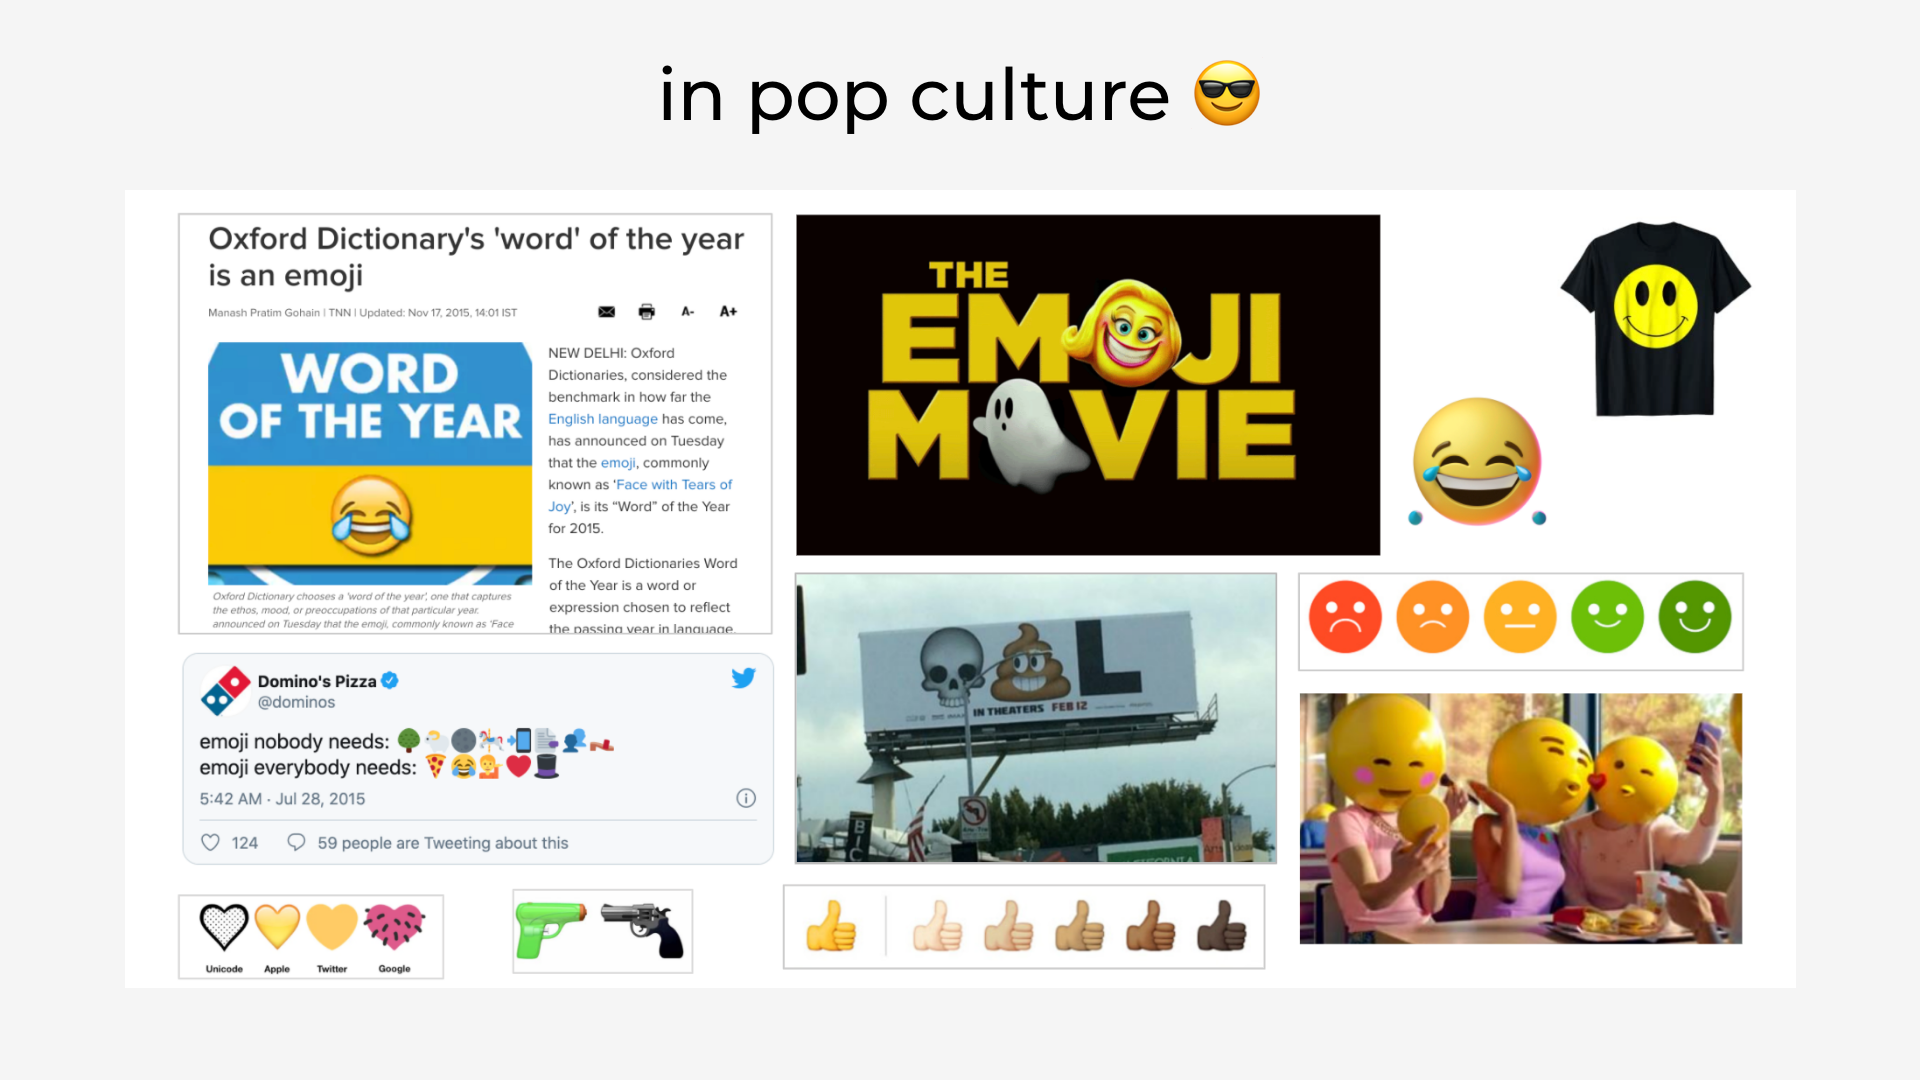 in pop culture 😎
Oxford Dictionary's 'word' of the year
is an emoji
Manash Pratim Gohain | TNN | Updated: Nov 17, 2015, 14:01 IST
A- A+
WORD
OF THE YEAR
Oxford Dictionary chooses a 'word of the year', one that captures
the ethos, mood, or preoccupations of that particular year.
announced on Tuesday that the emoji, commonly known as 'Face
NEW DELHI: Oxford
Dictionaries, considered the
benchmark in how far the
English language has come,
has announced on Tuesday
that the emoji, commonly
known as 'Face with Tears of
Joy', is its “Word” of the Year
for 2015.
The Oxford Dictionaries Word
of the Year is a word or
expression chosen to reflect
the passing year in language.
THE
EMOJI
MOVIE
Domino's Pizza
@dominos
emoji nobody needs: 🌳🐑🌑🎠📲📄👥
emoji everybody needs: 🍕😂💁❤️🎩
5:42 AM · Jul 28, 2015
124
59 people are Tweeting about this
💀💩L
IN THEATERS FEB 12
BIC
CALIFORNIA
Unicode
Apple
Twitter
Google